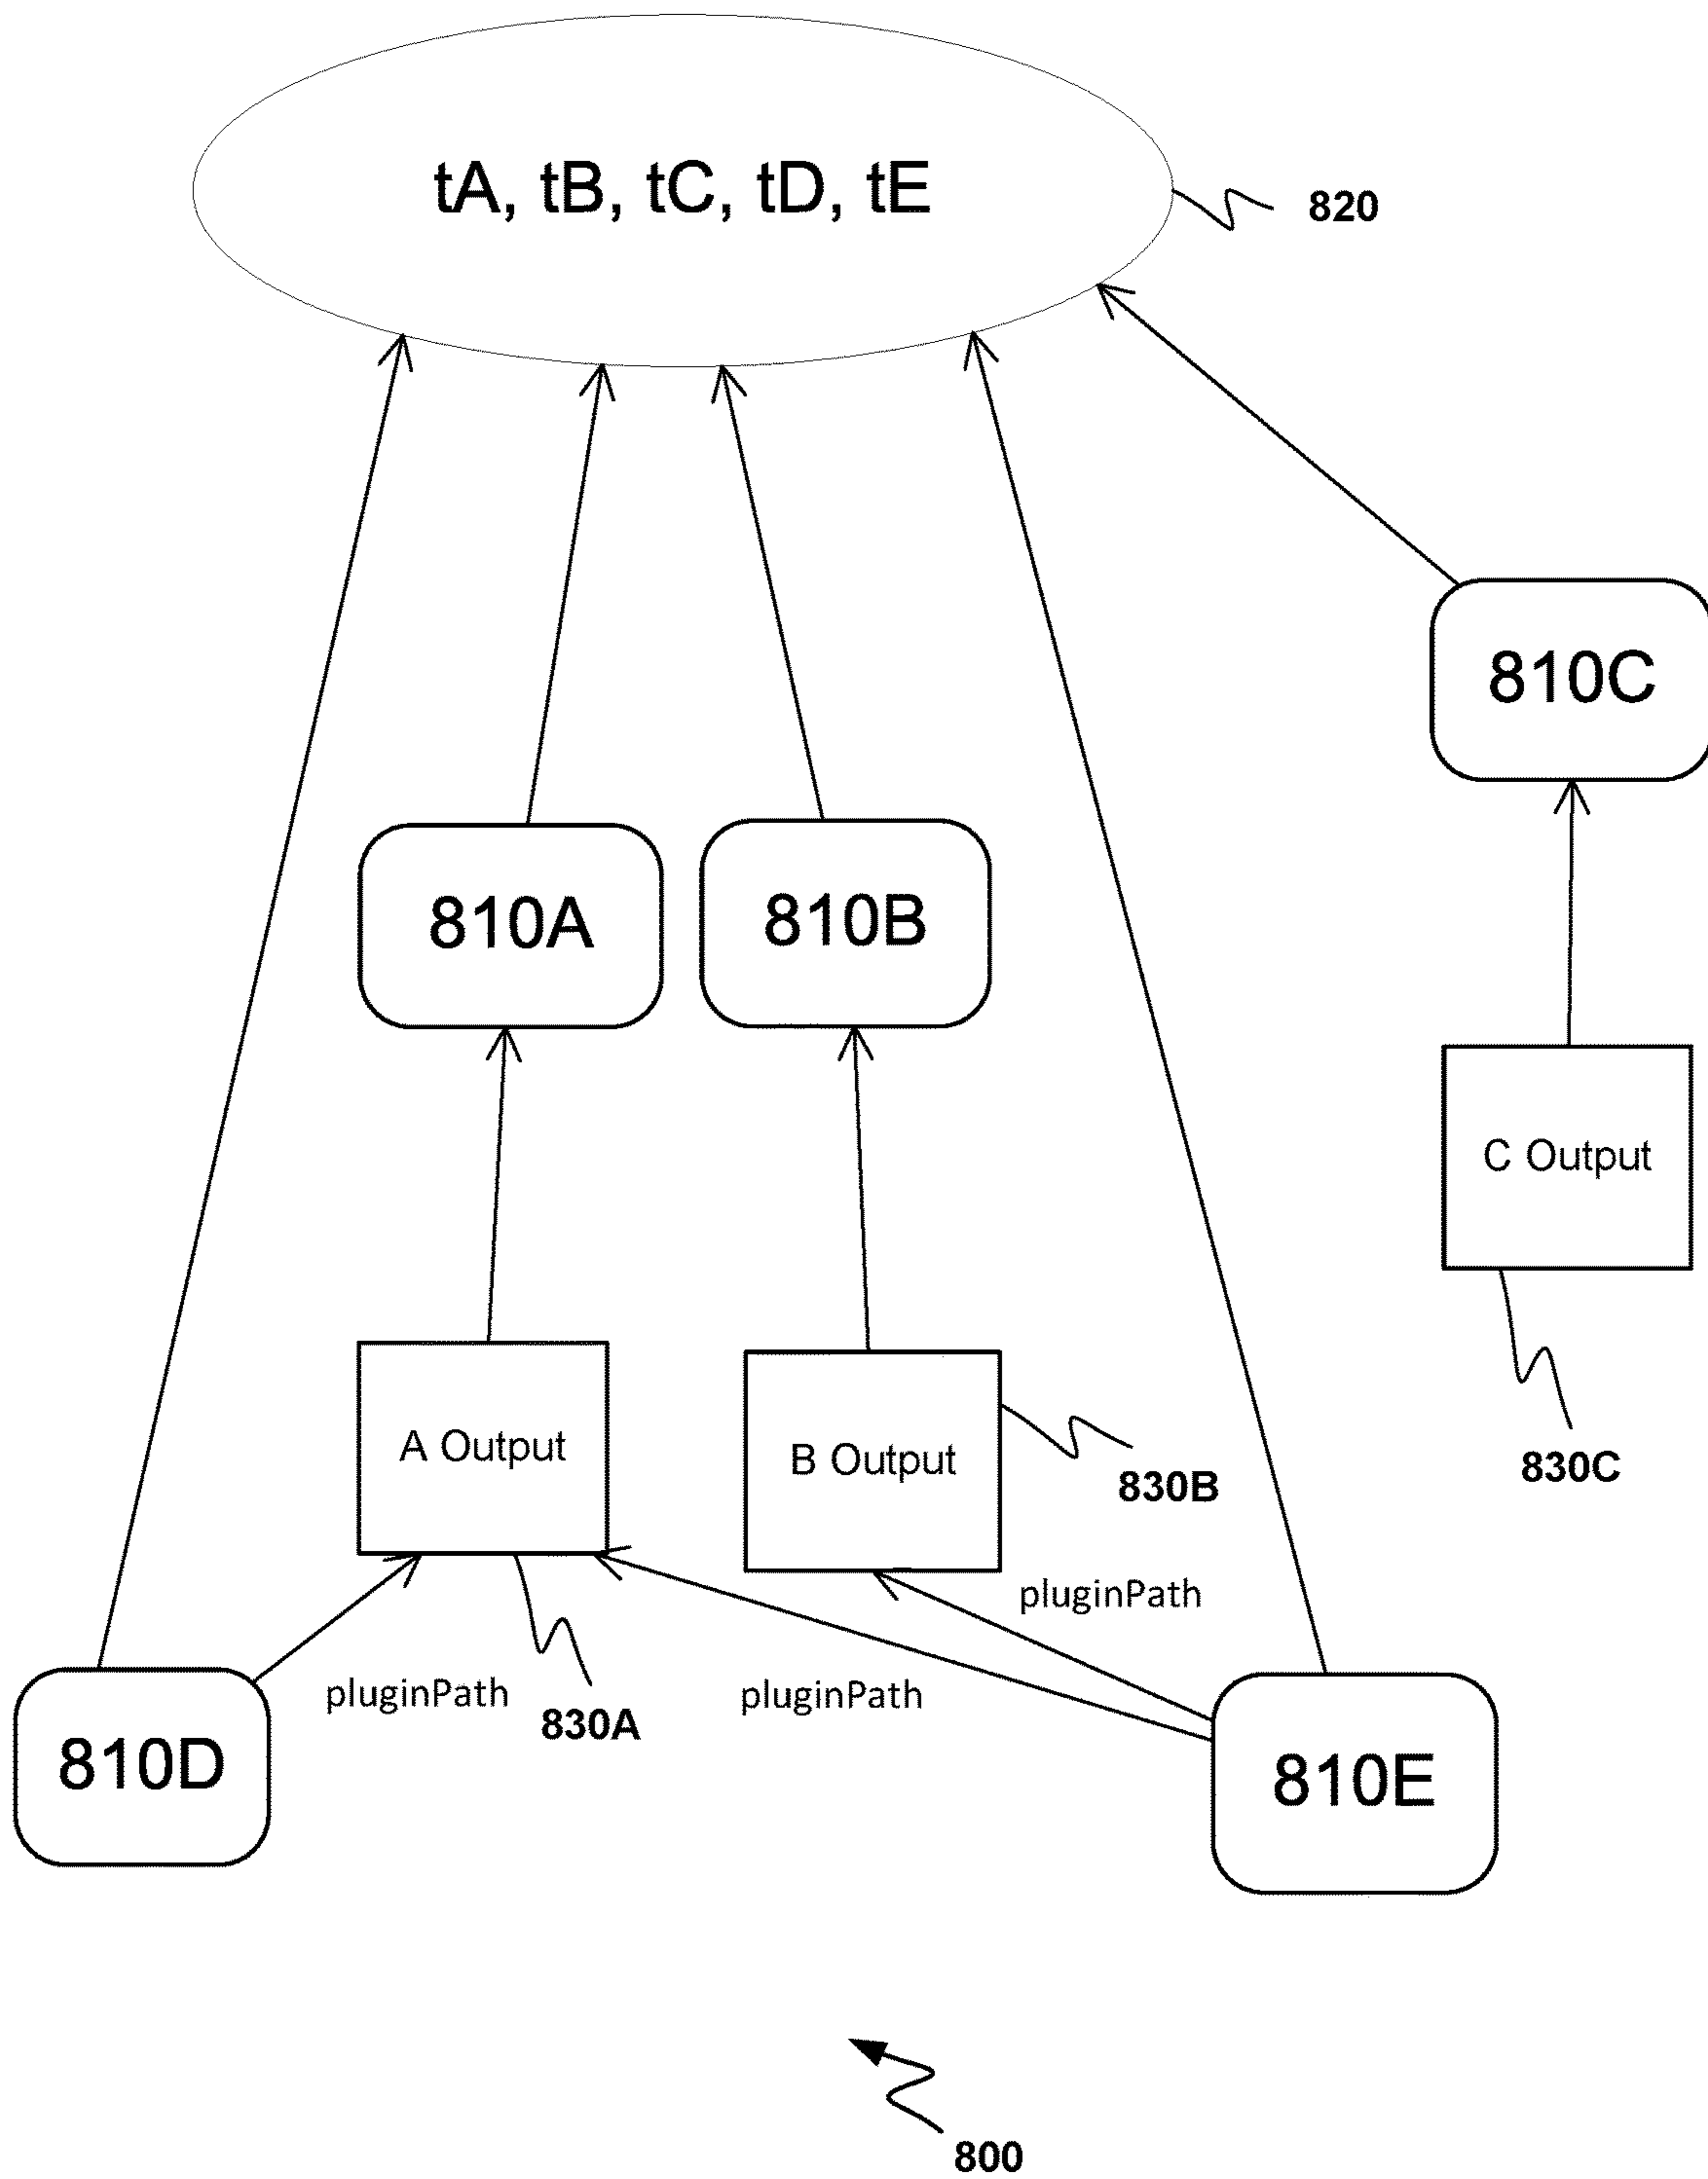 tA, tB, tC, tD, tE
820
810C
810A
810B
C Output
A Output
B Output
830C
830B
pluginPath
pluginPath
pluginPath
830A
810D
810E
800